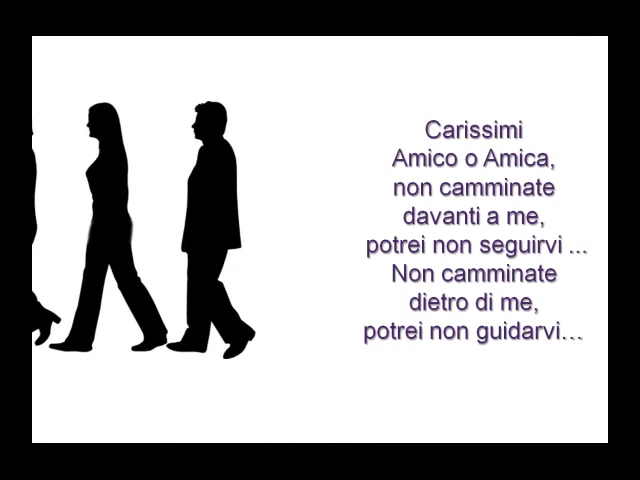 Carissimi
Amico o Amica,
non camminate
davanti a me,
potrei non seguirvi ...
Non camminate
dietro di me,
potrei non guidarvi…